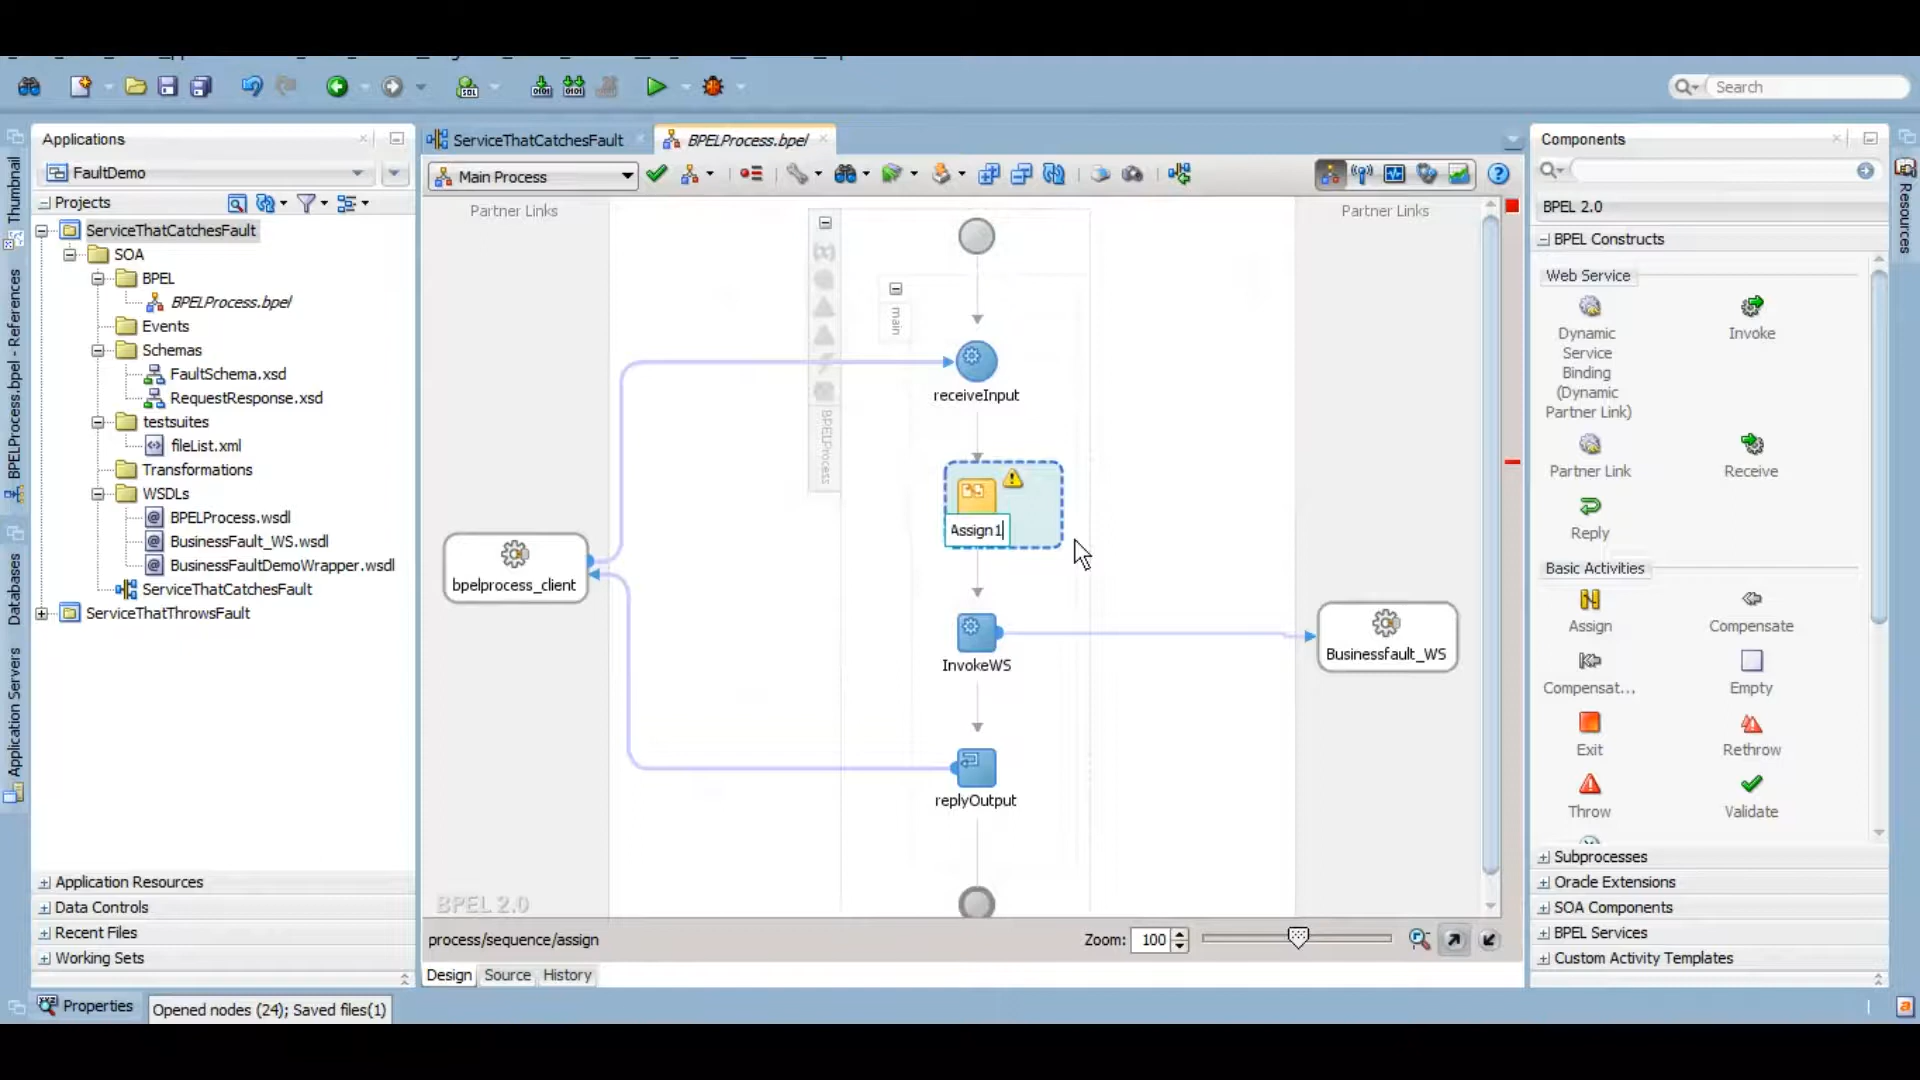 Search
Thumbnail
BPELProcess.bpel - References
Databases
Application Servers
Applications
FaultDemo
Projects
ServiceThatCatchesFault
SOA
BPEL
BPELProcess.bpel
Events
Schemas
FaultSchema.xsd
RequestResponse.xsd
testsuites
fileList.xml
Transformations
WSDLs
BPELProcess.wsdl
BusinessFault_WS.wsdl
BusinessFaultDemoWrapper.wsdl
ServiceThatCatchesFault
ServiceThatThrowsFault
Application Resources
Data Controls
Recent Files
Working Sets
ServiceThatCatchesFault
BPELProcess.bpel
Main Process
Partner Links
Partner Links
main
BPELProcess
receiveInput
Assign1
bpelprocess_client
InvokeWS
Businessfault_WS
replyOutput
BPEL 2.0
process/sequence/assign
Zoom: 100
Design Source History
Components
BPEL 2.0
BPEL Constructs
Web Service
Dynamic
Service
Binding
(Dynamic
Partner Link)
Invoke
Partner Link
Receive
Reply
Basic Activities
Assign
Compensate
Compensat...
Empty
Exit
Rethrow
Throw
Validate
Subprocesses
Oracle Extensions
SOA Components
BPEL Services
Custom Activity Templates
Resources
Properties
Opened nodes (24); Saved files(1)